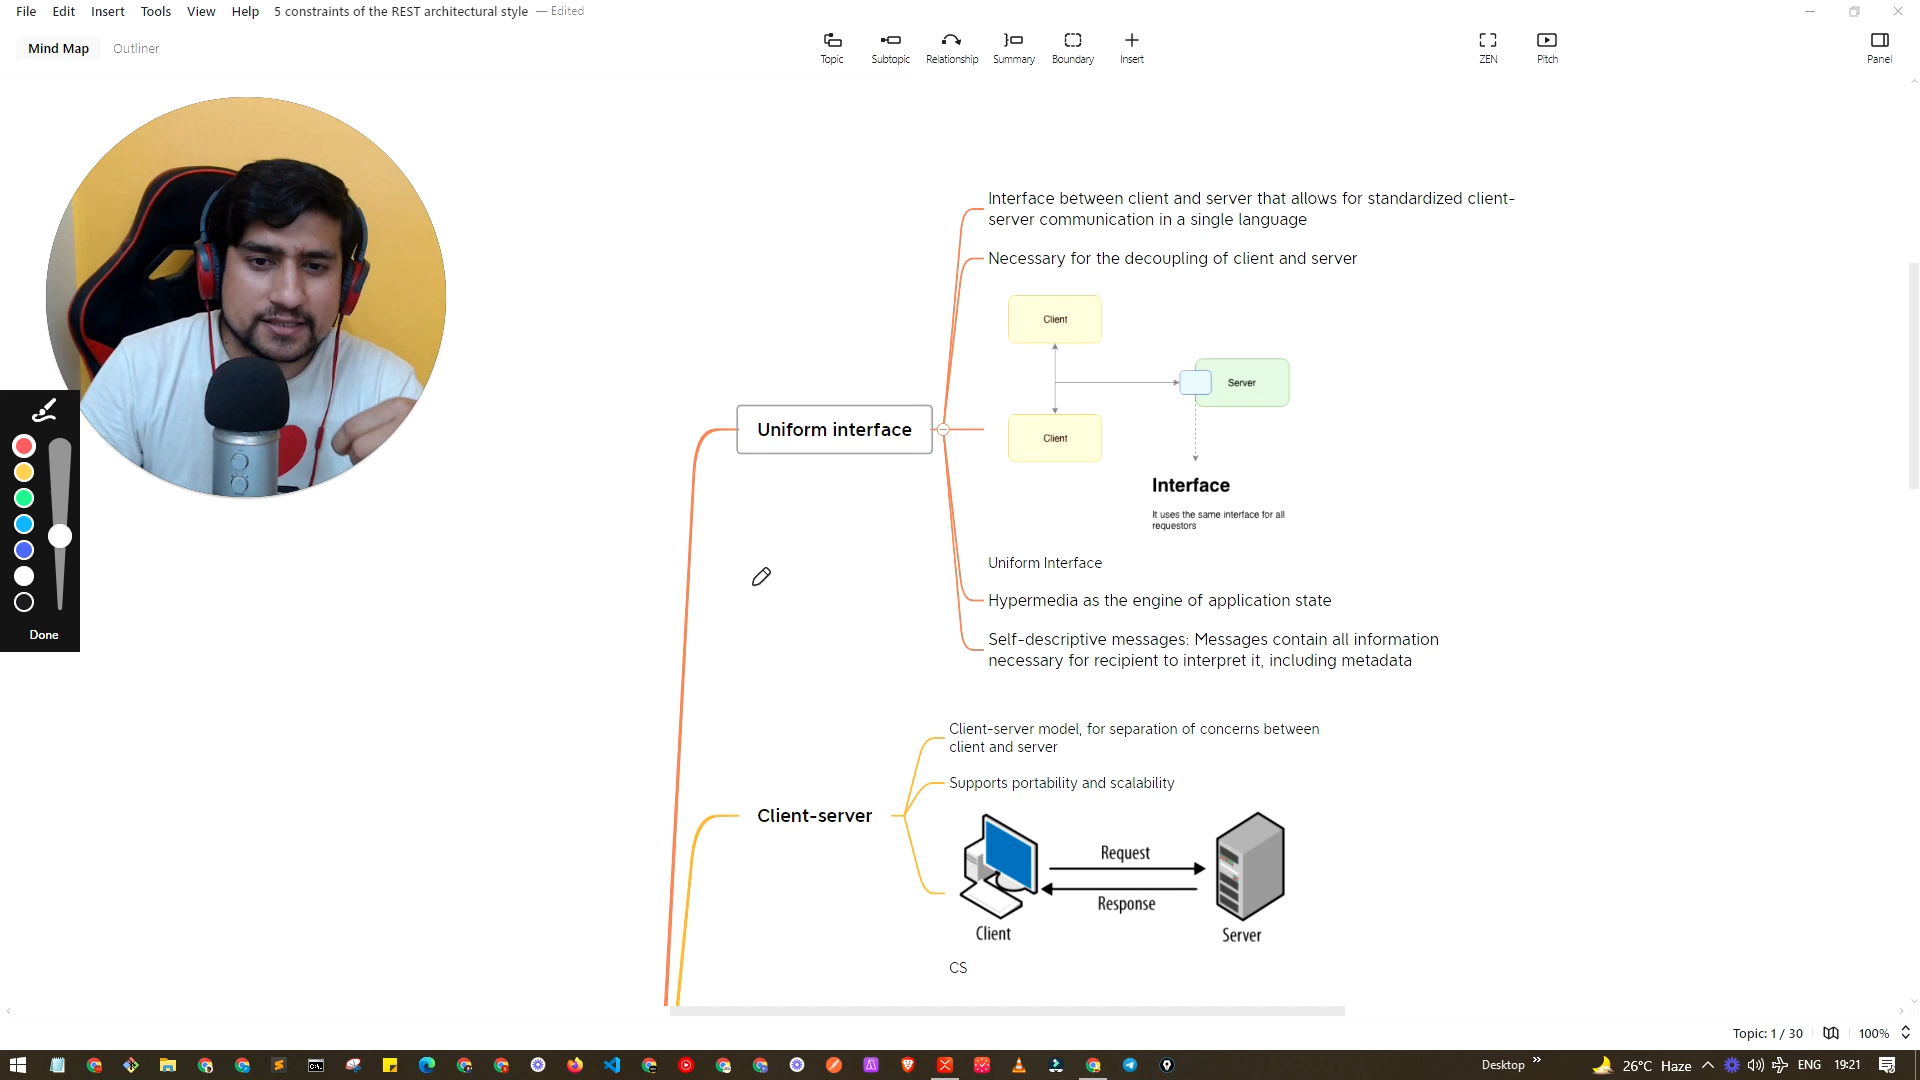 File Edit Insert Tools View Help 5 constraints of the REST architectural style — Edited
Mind Map Outliner
Topic Subtopic Relationship Summary Boundary Insert ZEN Pitch Panel
Interface between client and server that allows for standardized client-
server communication in a single language
Necessary for the decoupling of client and server
Client
Server
Client
Uniform interface
Interface
It uses the same interface for all
requestors
Uniform Interface
Hypermedia as the engine of application state
Done
Self-descriptive messages: Messages contain all information
necessary for recipient to interpret it, including metadata
Client-server model, for separation of concerns between
client and server
Supports portability and scalability
Client-server
Request
Response
Client
Server
CS
Topic: 1 / 30 100%
Desktop 26°C Haze ENG 19:21